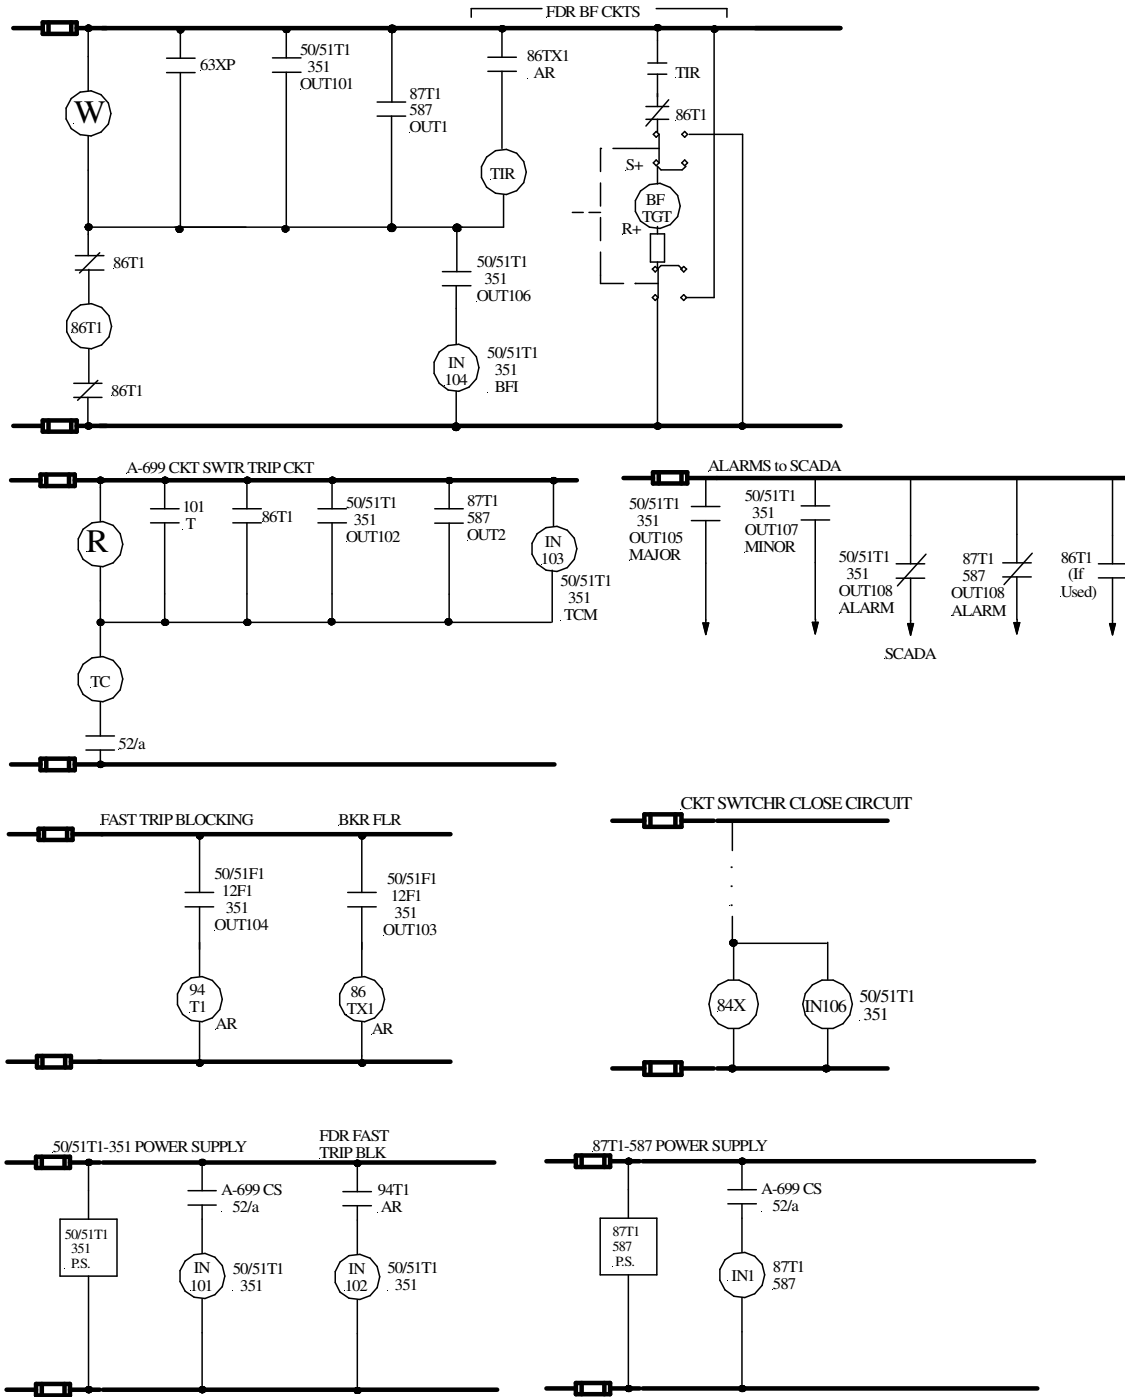 FDR BF CKTS
W
63XP
50/51T1
351
OUT101
87T1
587
OUT1
86TX1
AR
TIR
TIR
86T1
S+
BF
TGT
R+
86T1
86T1
86T1
50/51T1
351
OUT106
IN
104
50/51T1
351
BFI
A-699 CKT SWTR TRIP CKT
R
101
T
86T1
50/51T1
351
OUT102
87T1
587
OUT2
IN
103
50/51T1
351
TCM
TC
52/a
ALARMS to SCADA
50/51T1
351
OUT105
MAJOR
50/51T1
351
OUT107
MINOR
50/51T1
351
OUT108
ALARM
87T1
587
OUT108
ALARM
86T1
(If
Used)
SCADA
FAST TRIP BLOCKING
BKR FLR
50/51F1
12F1
351
OUT104
50/51F1
12F1
351
OUT103
94
T1
AR
86
TX1
AR
CKT SWTCHR CLOSE CIRCUIT
84X
IN106
50/51T1
351
50/51T1-351 POWER SUPPLY
FDR FAST
TRIP BLK
50/51T1
351
P.S.
A-699 CS
52/a
94T1
AR
IN
101
50/51T1
351
IN
102
50/51T1
351
87T1-587 POWER SUPPLY
87T1
587
P.S.
A-699 CS
52/a
IN1
87T1
587